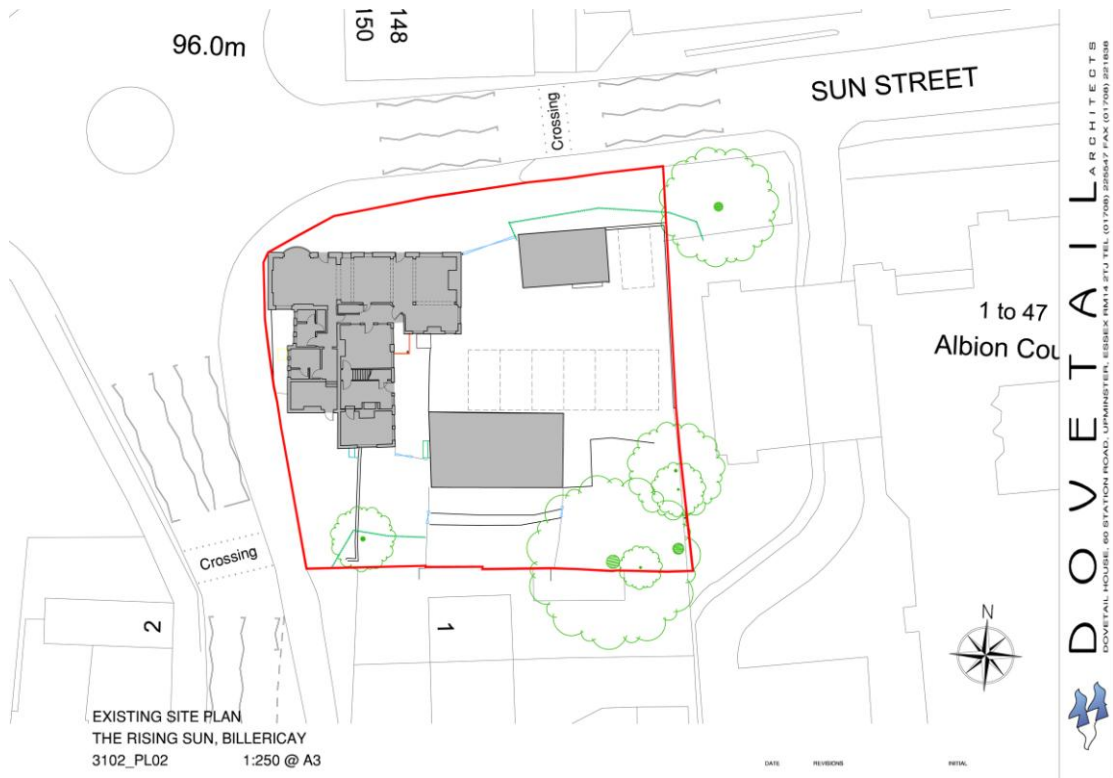 96.0m
148
150
SUN STREET
Crossing
1 to 47
Albion Cou
Crossing
2
1
N
EXISTING SITE PLAN
THE RISING SUN, BILLERICAY
3102_PL02 1:250 @ A3
DATE REVISIONS INITIAL
DOVETAIL ARCHITECTS
DOVETAIL HOUSE, 60 STATION ROAD, UPMINSTER, ESSEX RM14 2TJ TEL (01708) 225547 FAX (01708) 221838